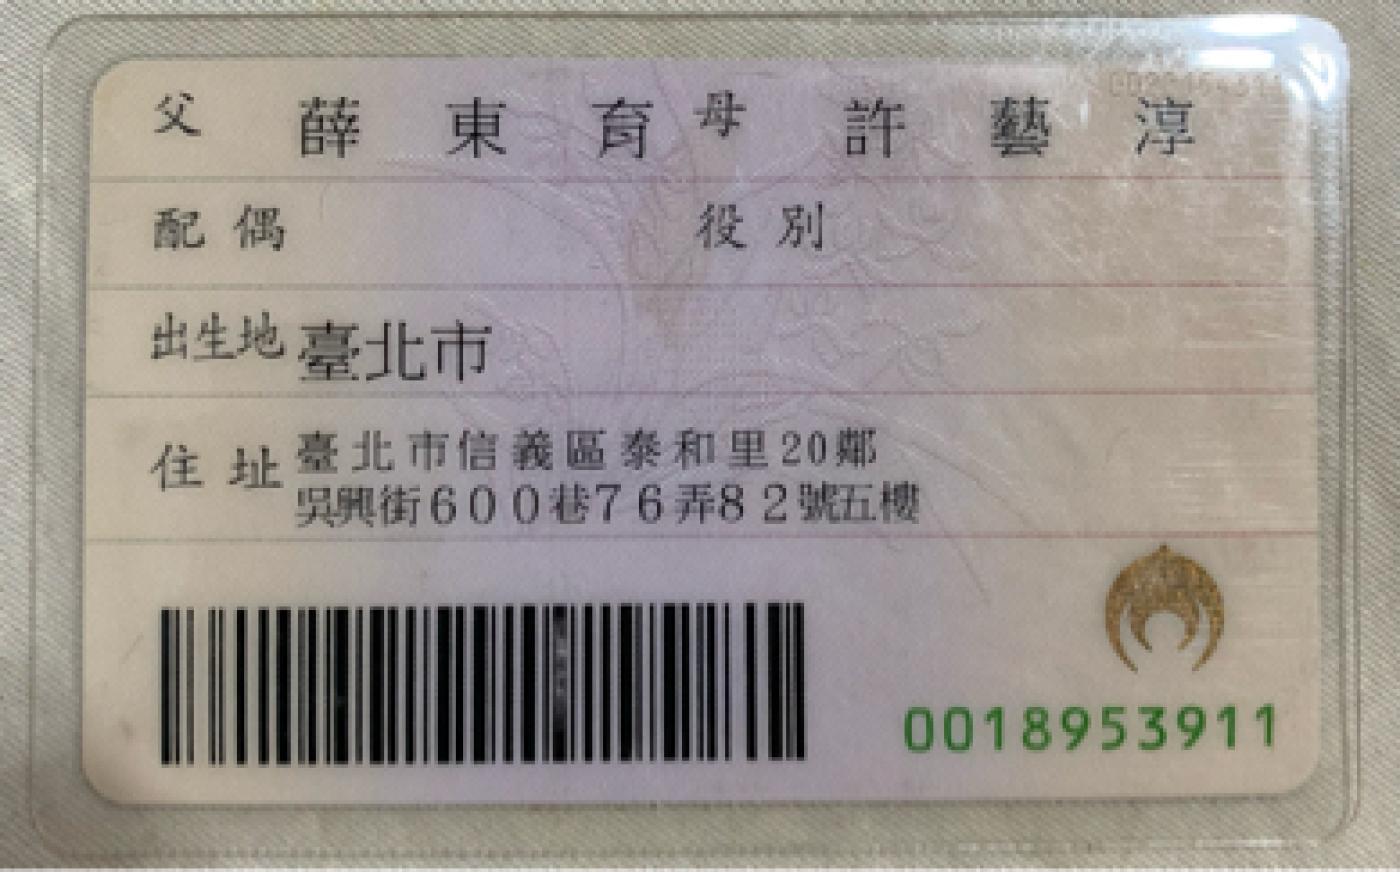 父 薛東育 母 許藝淳
配偶 役別
出生地 臺北市
住址 臺北市信義區泰和里20鄰
吳興街600巷76弄82號五樓
0018953911